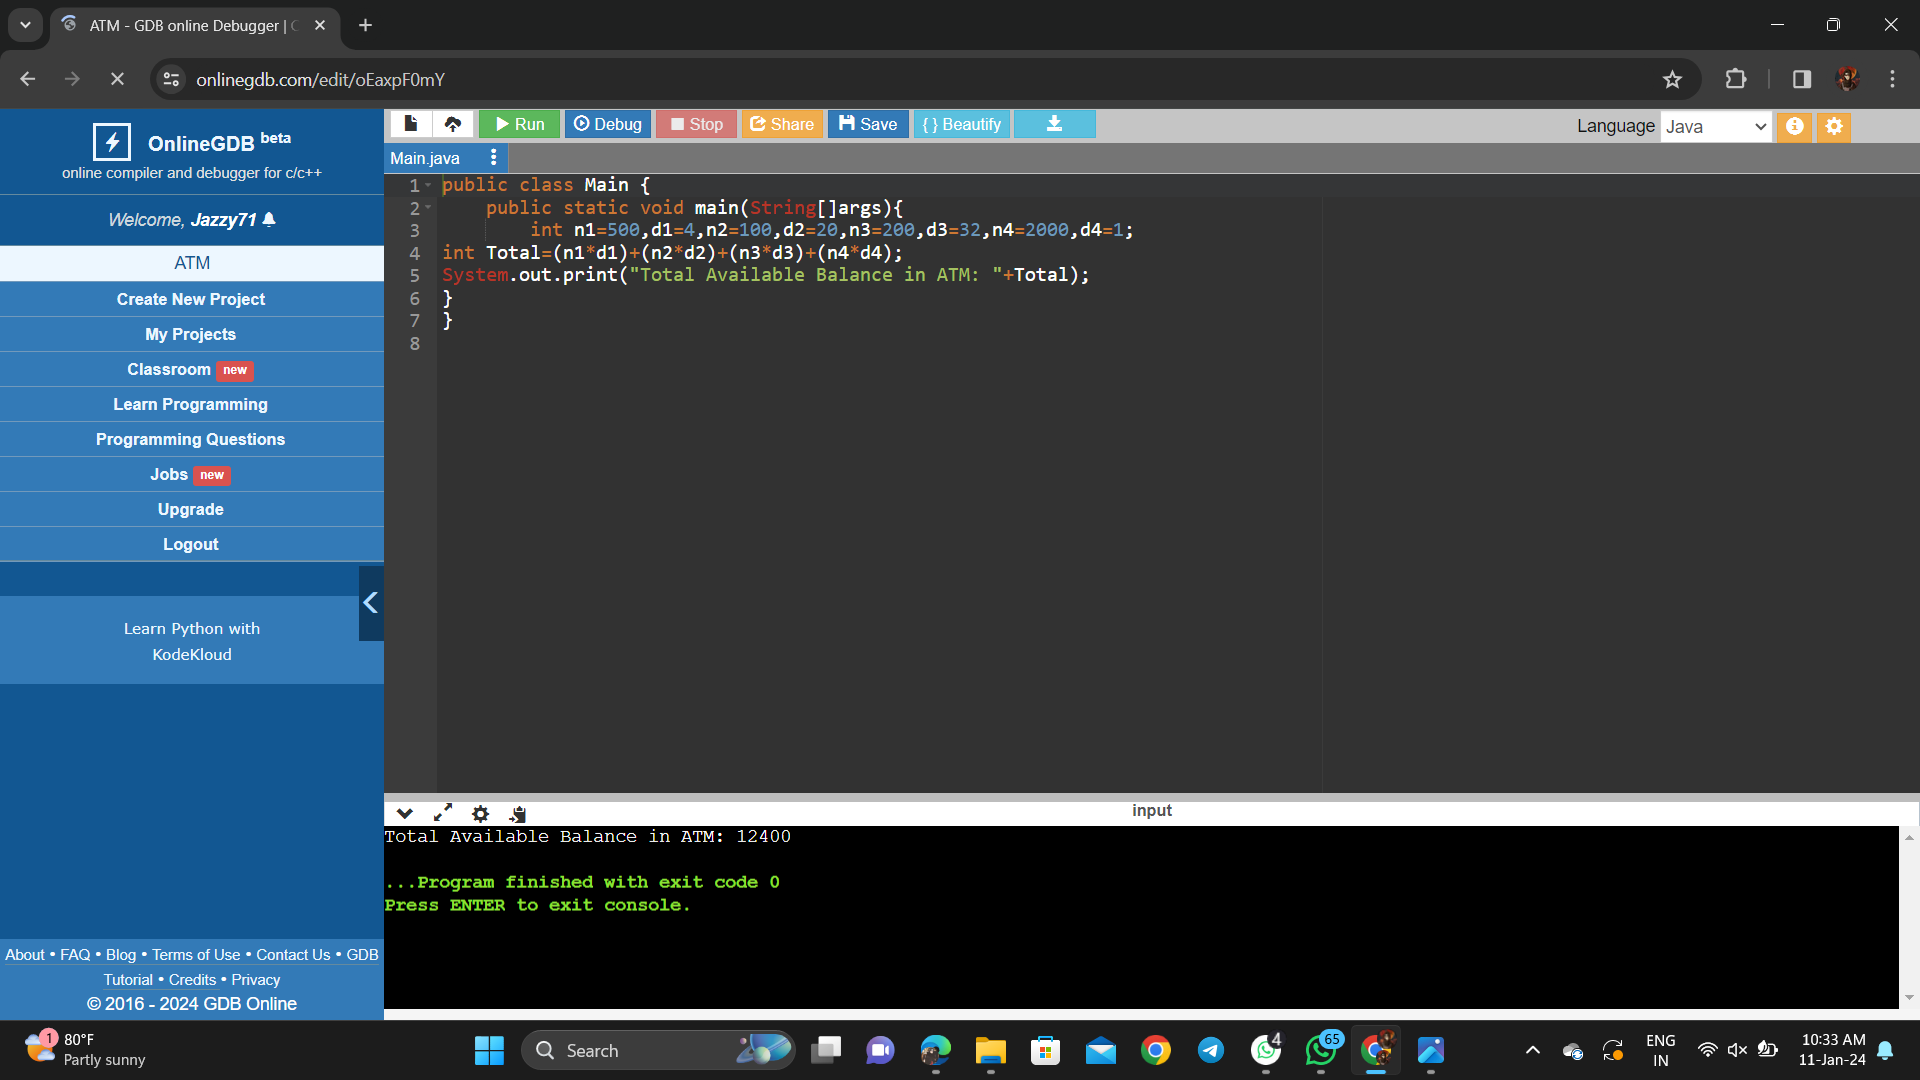 ATM - GDB online Debugger | C
onlinegdb.com/edit/oEaxpF0mY
OnlineGDB beta
online compiler and debugger for c/c++
Welcome, Jazzy71
ATM
Create New Project
My Projects
Classroom new
Learn Programming
Programming Questions
Jobs new
Upgrade
Logout
Learn Python with
KodeKloud
About • FAQ • Blog • Terms of Use • Contact Us • GDB
Tutorial • Credits • Privacy
© 2016 - 2024 GDB Online
Run Debug Stop Share Save { } Beautify
Language Java
Main.java
1 public class Main {
2 public static void main(String[]args){
3 int n1=500,d1=4,n2=100,d2=20,n3=200,d3=32,n4=2000,d4=1;
4 int Total=(n1*d1)+(n2*d2)+(n3*d3)+(n4*d4);
5 System.out.print("Total Available Balance in ATM: "+Total);
6 }
7 }
8
input
Total Available Balance in ATM: 12400
...Program finished with exit code 0
Press ENTER to exit console.
1
80°F
Partly sunny
Search
4
65
ENG
IN
10:33 AM
11-Jan-24